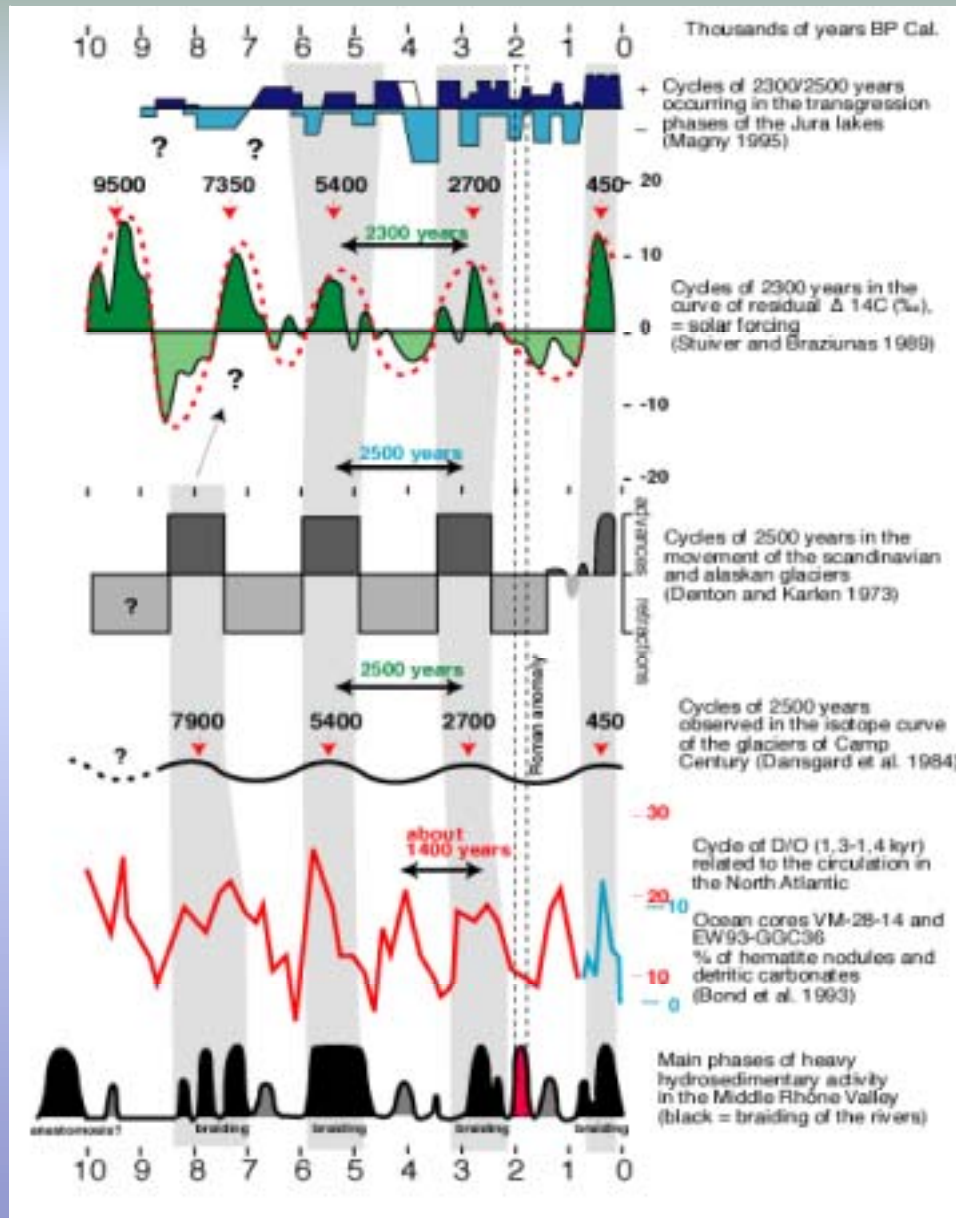 10 9 8 7 6 5 4 3 2 1 0
Thousands of years BP Cal.
+
−
Cycles of 2300/2500 years
occurring in the transgression
phases of the Jura lakes
(Magny 1995)
? ?
9500 7350 5400 2700 450
20
10
0
-10
-20
2300 years
Cycles of 2300 years in the
curve of residual Δ 14C (‰),
= solar forcing
(Stuiver and Braziunas 1989)
?
2500 years
advances
retractions
?
Cycles of 2500 years in the
movement of the scandinavian
and alaskan glaciers
(Denton and Karlen 1973)
2500 years
Roman anomaly
7900 5400 2700 450
?
Cycles of 2500 years
observed in the isotope curve
of the glaciers of Camp
Century (Dansgard et al. 1984)
about
1400 years
30
20
10
10
0
Cycle of D/O (1,3-1,4 kyr)
related to the circulation in
the North Atlantic
Ocean cores VM-28-14 and
EW93-GGC36
% of hematite nodules and
detritic carbonates
(Bond et al. 1993)
Main phases of heavy
hydrosedimentary activity
in the Middle Rhône Valley
(black = braiding of the rivers)
anastomosis? braiding braiding braiding braiding
10 9 8 7 6 5 4 3 2 1 0